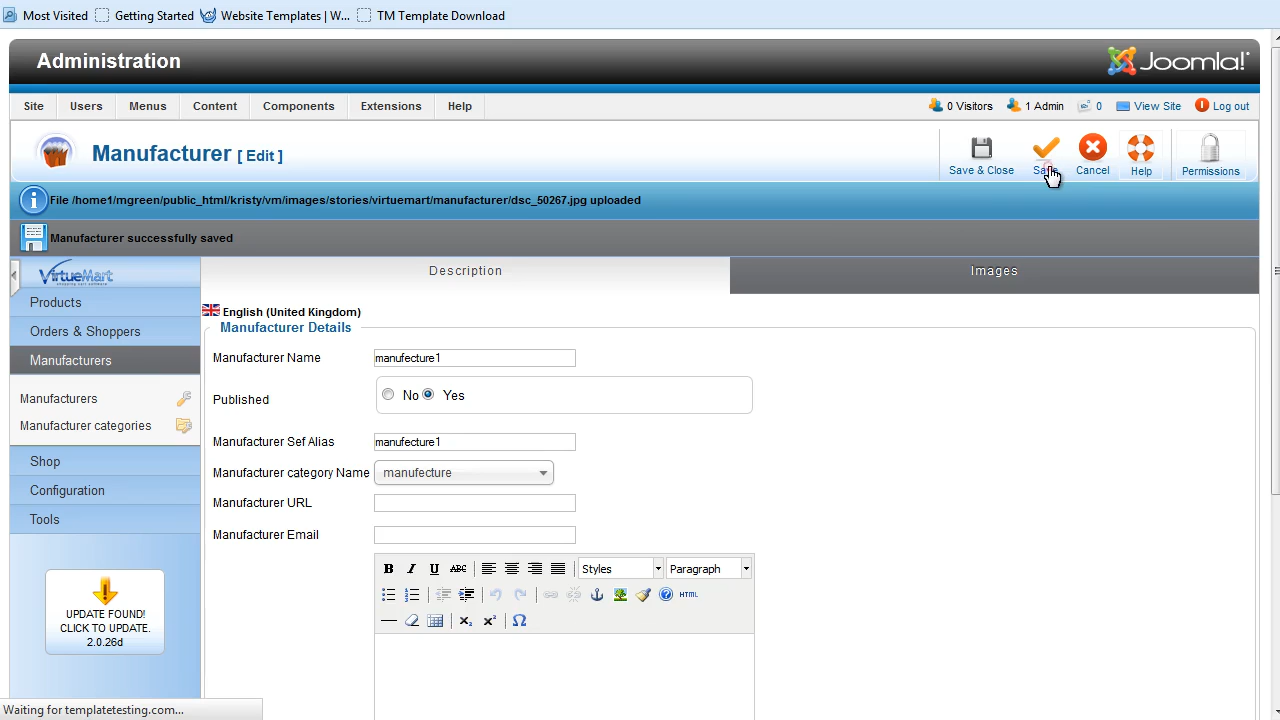 Most Visited Getting Started Website Templates | W... TM Template Download
Administration
Joomla!
Site Users Menus Content Components Extensions Help 0 Visitors 1 Admin 0 View Site Log out
Manufacturer [ Edit ]
Save & Close Save Cancel Help Permissions
File /home1/mgreen/public_html/kristy/vm/images/stories/virtuemart/manufacturer/dsc_50267.jpg uploaded
Manufacturer successfully saved
VirtueMart
Description Images
Products
Orders & Shoppers
Manufacturers
Manufacturers
Manufacturer categories
Shop
Configuration
Tools
UPDATE FOUND!
CLICK TO UPDATE.
2.0.26d
English (United Kingdom)
Manufacturer Details
Manufacturer Name manufecture1
Published No Yes
Manufacturer Sef Alias manufecture1
Manufacturer category Name manufecture
Manufacturer URL
Manufacturer Email
B I U ABC Styles Paragraph
HTML
Waiting for templatetesting.com...